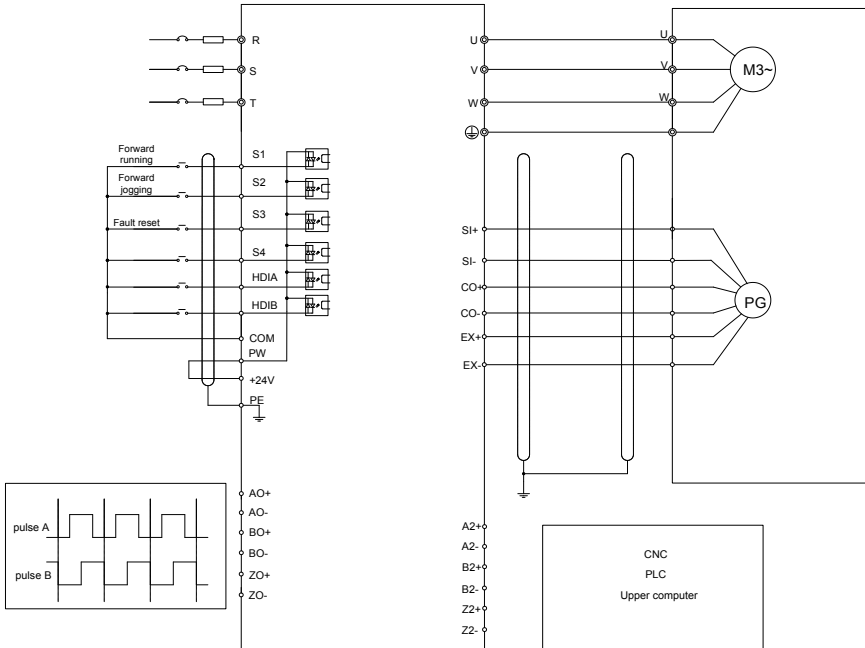 R
S
T
U
V
W
U
V
W
M3~
Forward
running
Forward
jogging
Fault reset
S1
S2
S3
S4
HDIA
HDIB
COM
PW
+24V
PE
SI+
SI-
CO+
CO-
EX+
EX-
PG
pulse A
pulse B
AO+
AO-
BO+
BO-
ZO+
ZO-
A2+
A2-
B2+
B2-
Z2+
Z2-
CNC
PLC
Upper computer